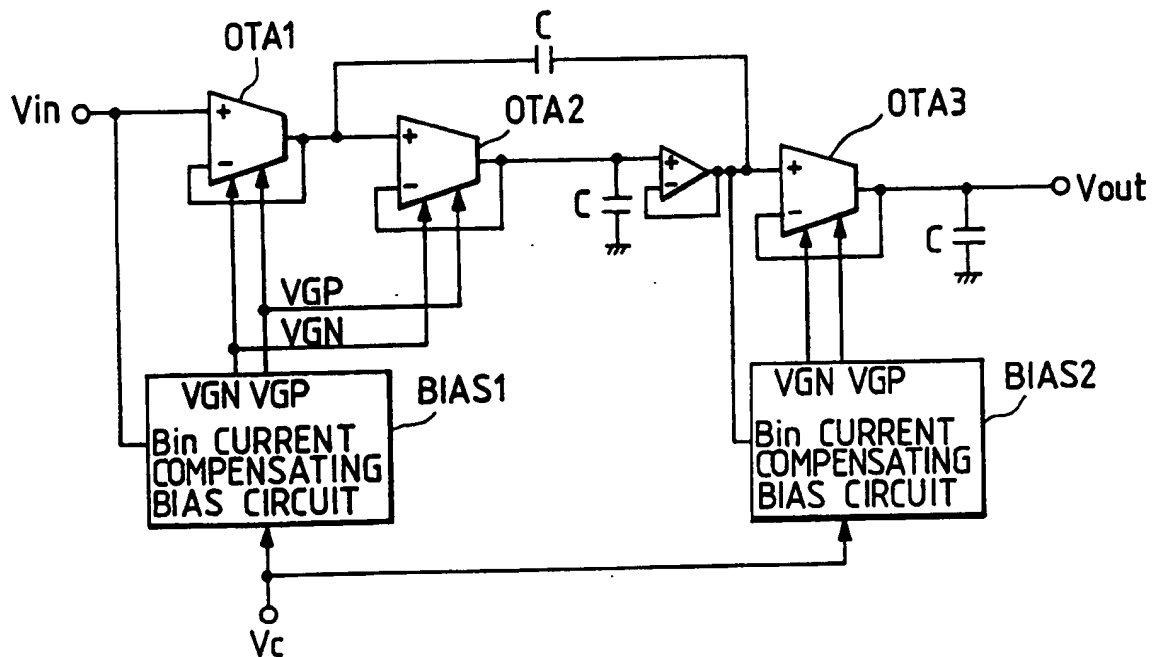 C
OTA1
Vin
+
-
OTA2
+
-
C
+
-
OTA3
+
-
C
Vout
VGP
VGN
VGN VGP
BIAS1
Bin CURRENT
COMPENSATING
BIAS CIRCUIT
VGN VGP
BIAS2
Bin CURRENT
COMPENSATING
BIAS CIRCUIT
Vc